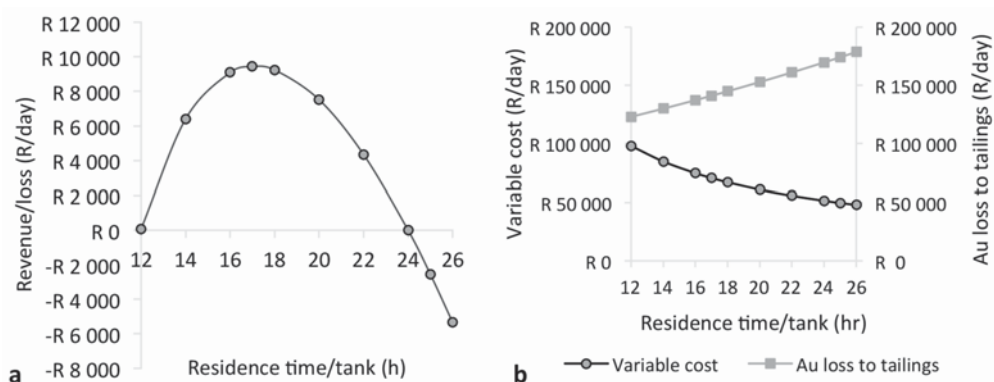 R 12 000
R 10 000
R 8 000
R 6 000
R 4 000
R 2 000
R 0
-R 2 000
-R 4 000
-R 6 000
-R 8 000
Revenue/loss (R/day)
12 14 16 18 20 22 24 26
Residence time/tank (h)
a
R 200 000
R 150 000
R 100 000
R 50 000
R 0
Variable cost (R/day)
R 200 000
R 150 000
R 100 000
R 50 000
R 0
Au loss to tailings (R/day)
12 14 16 18 20 22 24 26
Residence time/tank (hr)
b
Variable cost Au loss to tailings